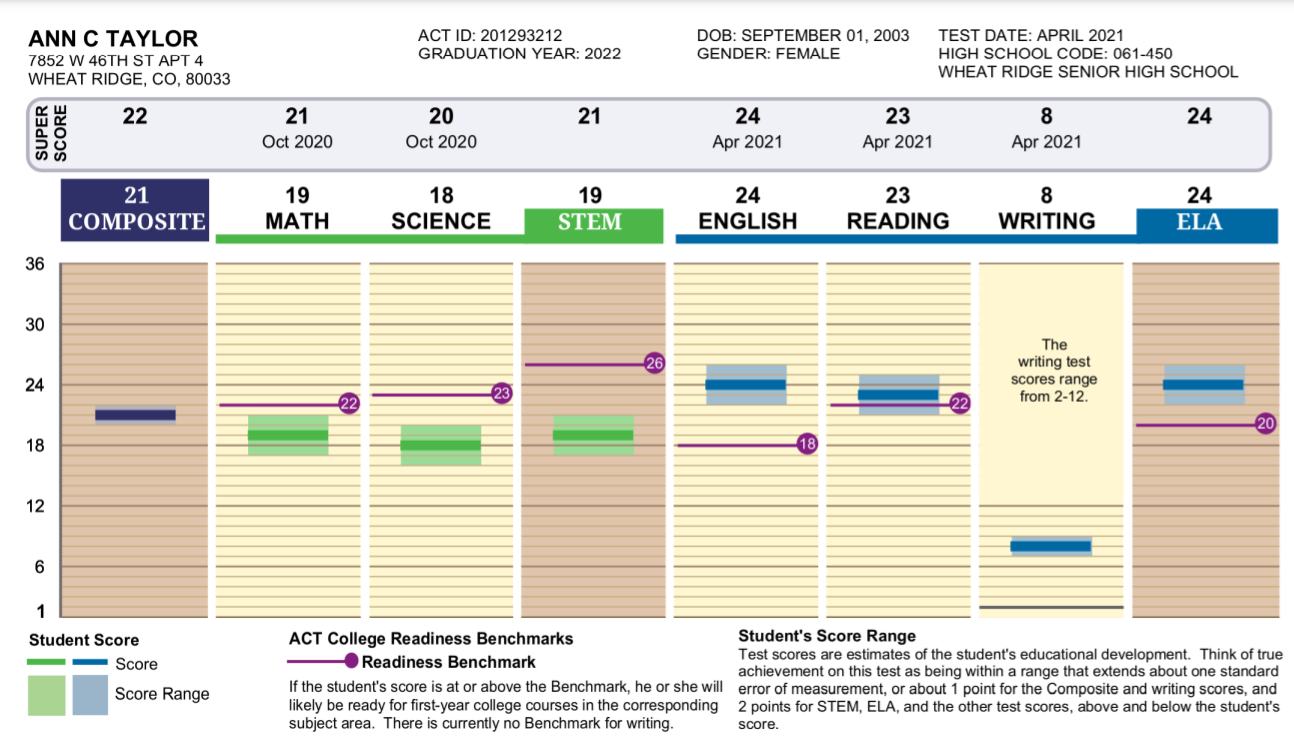 ANN C TAYLOR
7852 W 46TH ST APT 4
WHEAT RIDGE, CO, 80033
ACT ID: 201293212
GRADUATION YEAR: 2022
DOB: SEPTEMBER 01, 2003
GENDER: FEMALE
TEST DATE: APRIL 2021
HIGH SCHOOL CODE: 061-450
WHEAT RIDGE SENIOR HIGH SCHOOL
SUPER
SCORE
22 21 20 21 24 23 8 24
Oct 2020 Oct 2020 Apr 2021 Apr 2021 Apr 2021
21 19 18 19 24 23 8 24
COMPOSITE MATH SCIENCE STEM ENGLISH READING WRITING ELA
36
30
24
18
12
6
1
22
23
26
18
22
The
writing test
scores range
from 2-12.
20
Student Score
Score
Score Range
ACT College Readiness Benchmarks
Readiness Benchmark
If the student's score is at or above the Benchmark, he or she will
likely be ready for first-year college courses in the corresponding
subject area. There is currently no Benchmark for writing.
Student's Score Range
Test scores are estimates of the student's educational development. Think of true
achievement on this test as being within a range that extends about one standard
error of measurement, or about 1 point for the Composite and writing scores, and
2 points for STEM, ELA, and the other test scores, above and below the student's
score.